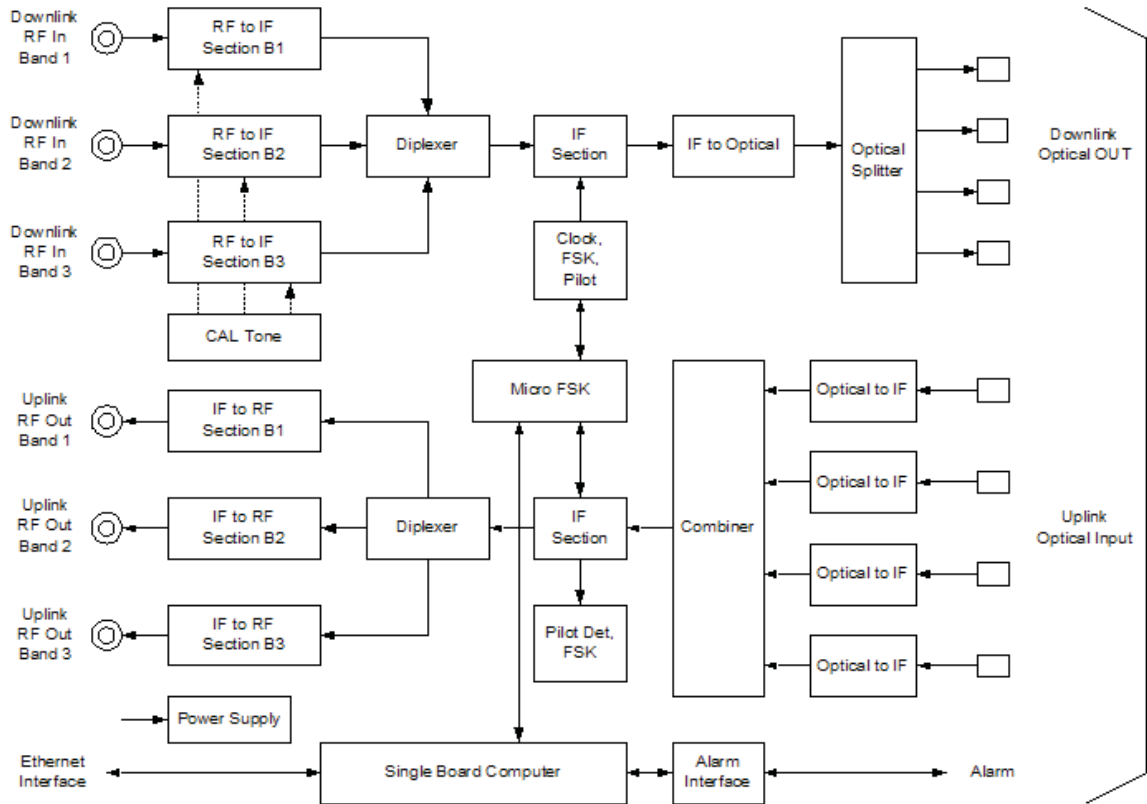 Downlink
RF In
Band 1
RF to IF
Section B1
Downlink
RF In
Band 2
RF to IF
Section B2
Diplexer
IF
Section
IF to Optical
Optical
Splitter
Downlink
Optical OUT
Downlink
RF In
Band 3
RF to IF
Section B3
Clock,
FSK,
Pilot
CAL Tone
Micro FSK
Uplink
RF Out
Band 1
IF to RF
Section B1
Optical to IF
Uplink
RF Out
Band 2
IF to RF
Section B2
Diplexer
IF
Section
Combiner
Optical to IF
Uplink
Optical Input
Optical to IF
Uplink
RF Out
Band 3
IF to RF
Section B3
Pilot Det,
FSK
Optical to IF
Power Supply
Ethernet
Interface
Single Board Computer
Alarm
Interface
Alarm